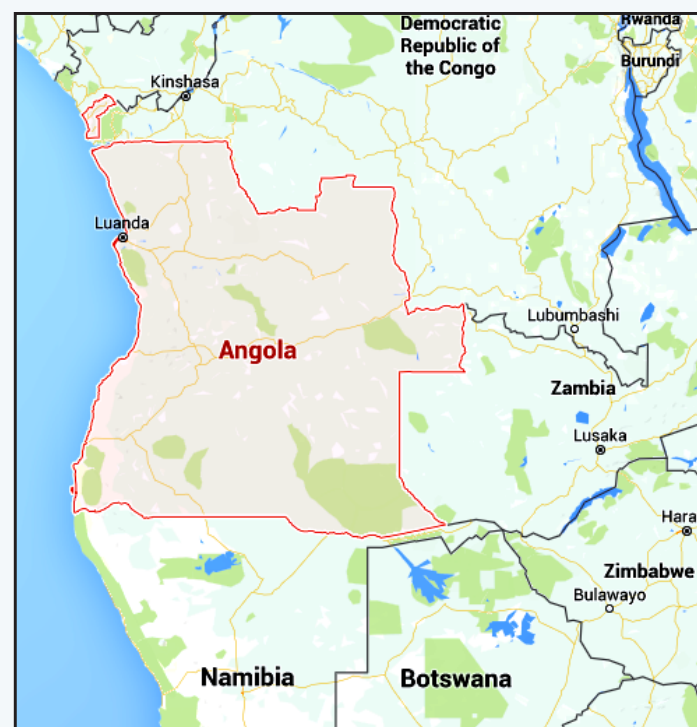 Democratic
Republic of
the Congo
Rwanda
Burundi
Kinshasa
Luanda
Lubumbashi
Angola
Zambia
Lusaka
Hara
Zimbabwe
Bulawayo
Namibia
Botswana